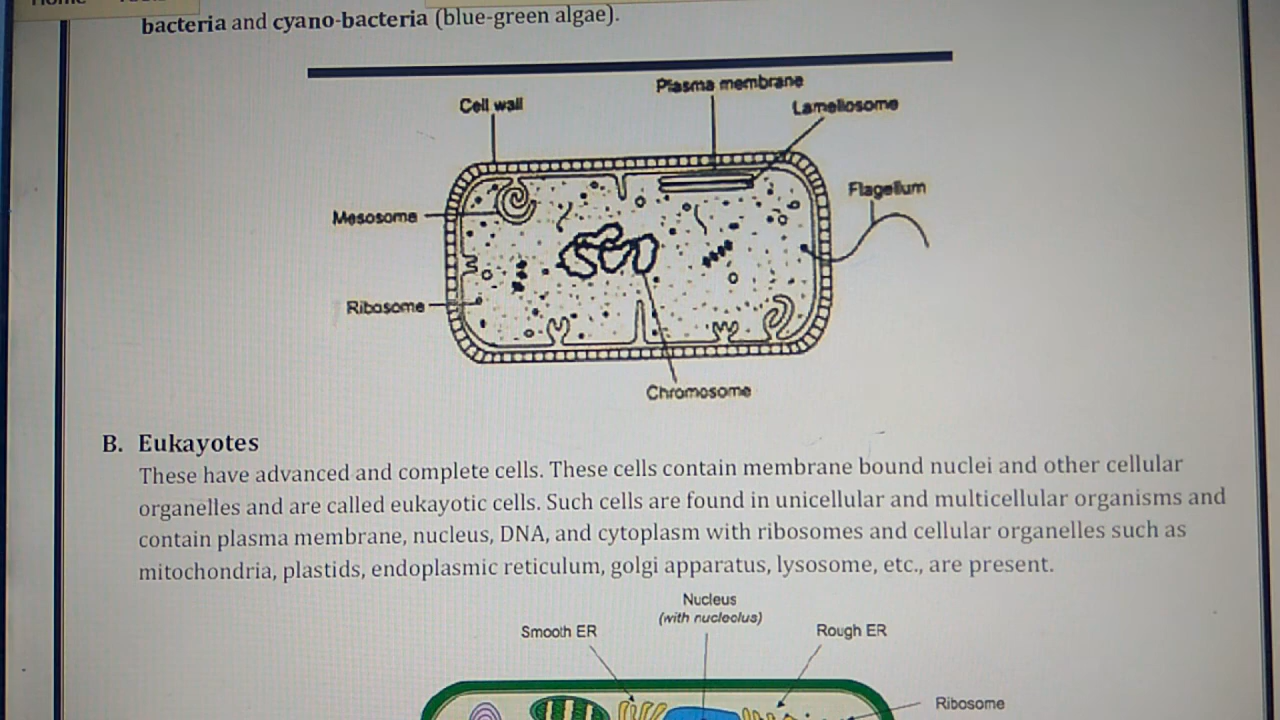 bacteria and cyano-bacteria (blue-green algae).
Plasma membrane
Cell wall
Lamellosome
Flagellum
Mesosome
Ribosome
Chromosome
B. Eukayotes
These have advanced and complete cells. These cells contain membrane bound nuclei and other cellular
organelles and are called eukayotic cells. Such cells are found in unicellular and multicellular organisms and
contain plasma membrane, nucleus, DNA, and cytoplasm with ribosomes and cellular organelles such as
mitochondria, plastids, endoplasmic reticulum, golgi apparatus, lysosome, etc., are present.
Nucleus
(with nucleolus)
Smooth ER
Rough ER
Ribosome